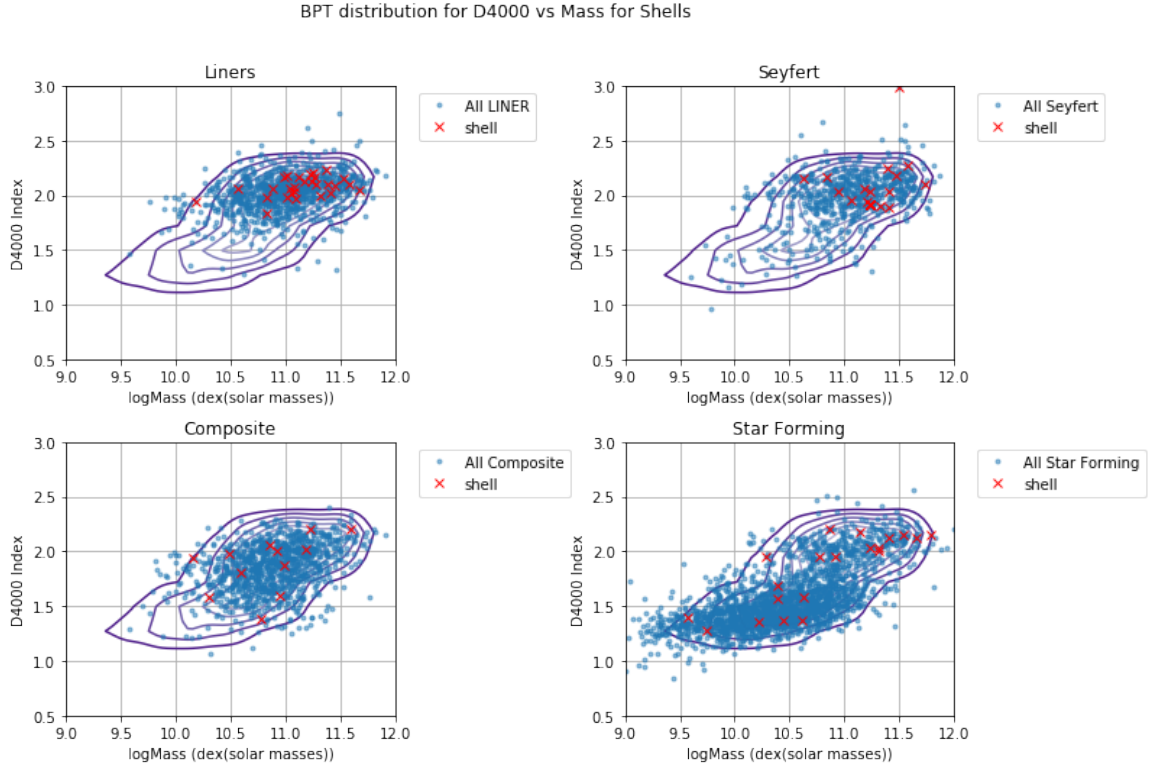 BPT distribution for D4000 vs Mass for Shells
Liners
3.0
2.5
2.0
1.5
1.0
0.5
D4000 Index
9.0 9.5 10.0 10.5 11.0 11.5 12.0
logMass (dex(solar masses))
All LINER
shell
Seyfert
3.0
2.5
2.0
1.5
1.0
0.5
D4000 Index
9.0 9.5 10.0 10.5 11.0 11.5 12.0
logMass (dex(solar masses))
All Seyfert
shell
Composite
3.0
2.5
2.0
1.5
1.0
0.5
D4000 Index
9.0 9.5 10.0 10.5 11.0 11.5 12.0
logMass (dex(solar masses))
All Composite
shell
Star Forming
3.0
2.5
2.0
1.5
1.0
0.5
D4000 Index
9.0 9.5 10.0 10.5 11.0 11.5 12.0
logMass (dex(solar masses))
All Star Forming
shell